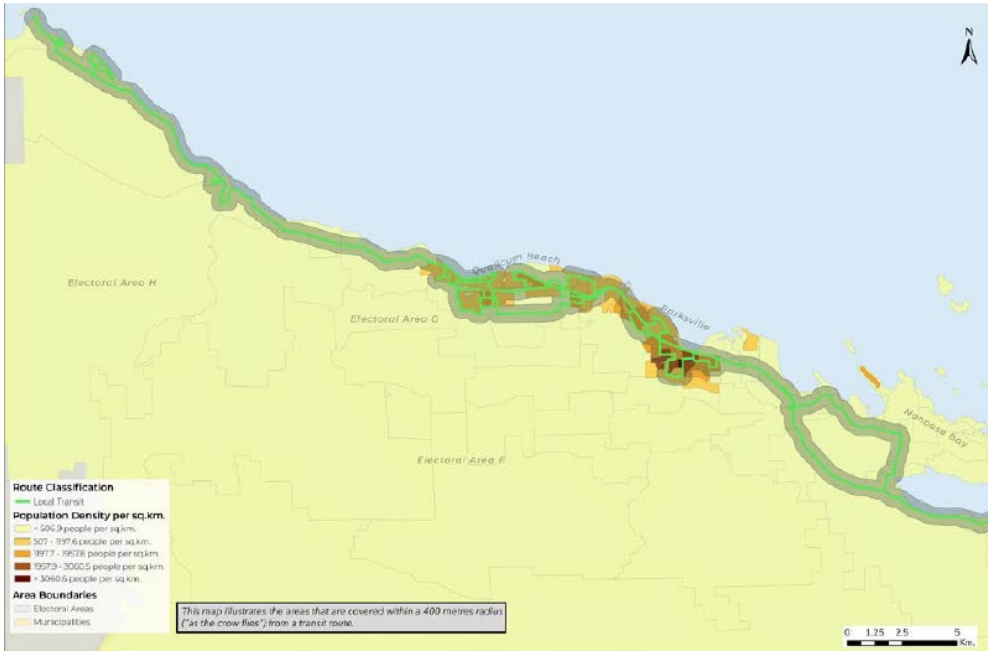 N
Qualicum Beach
Electoral Area H
Parksville
Electoral Area G
Nanoose Bay
Electoral Area F
Route Classification
Local Transit
Population Density per sq.km.
< 506.9 people per sq.km.
507 - 1197.6 people per sq.km.
1197.7 - 1957.8 people per sq.km.
1957.9 - 3060.5 people per sq.km.
> 3060.6 people per sq.km.
Area Boundaries
Electoral Areas
Municipalities
This map illustrates the areas that are covered within a 400 metres radius
("as the crow flies") from a transit route.
0 1.25 2.5 5
Km.